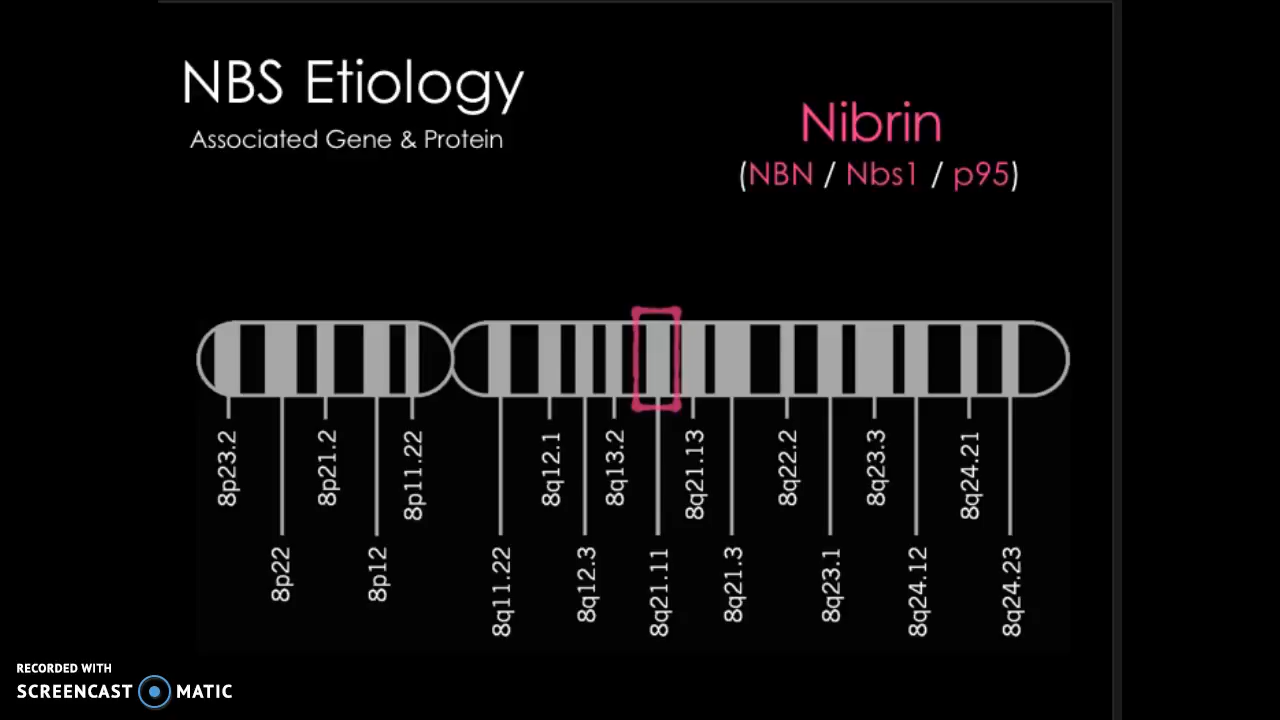 NBS Etiology
Associated Gene & Protein
Nibrin
(NBN / Nbs1 / p95)
8p23.2
8p22
8p21.2
8p12
8p11.22
8q11.22
8q12.1
8q12.3
8q13.2
8q21.11
8q21.13
8q21.3
8q22.2
8q23.1
8q23.3
8q24.12
8q24.21
8q24.23
RECORDED WITH
SCREENCAST MATIC